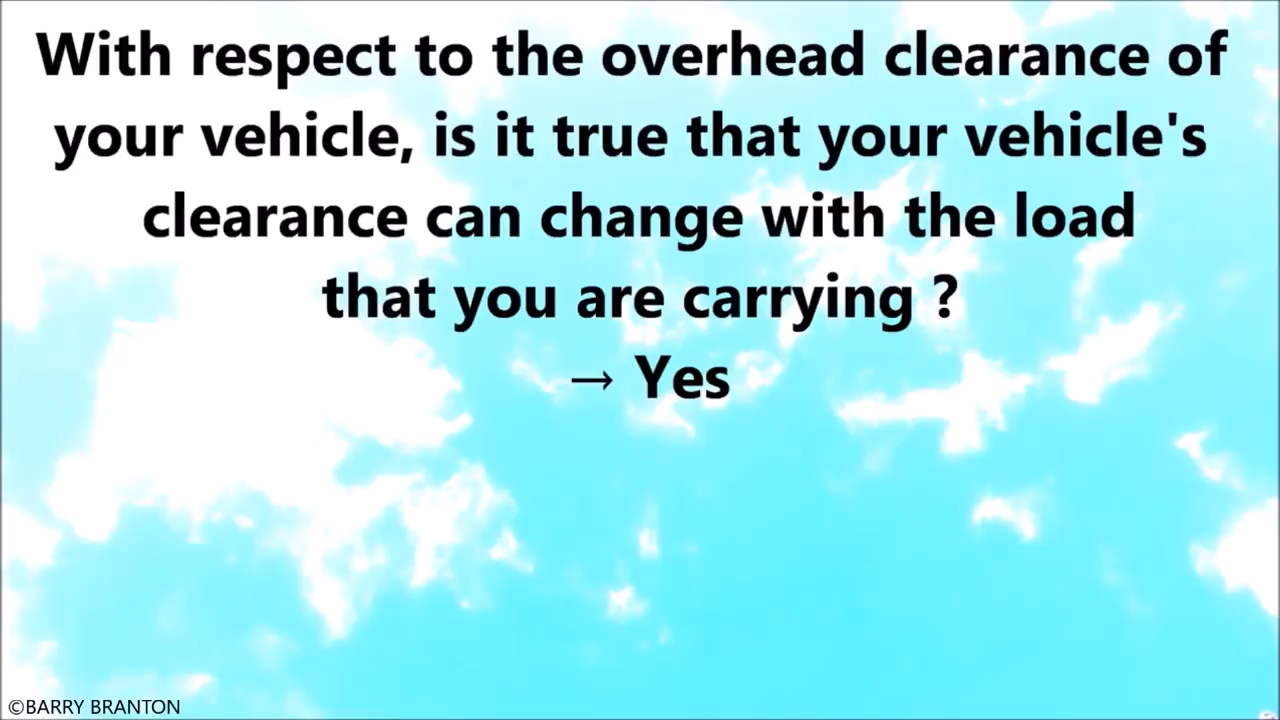 With respect to the overhead clearance of
your vehicle, is it true that your vehicle's
clearance can change with the load
that you are carrying ?
→ Yes
©BARRY BRANTON